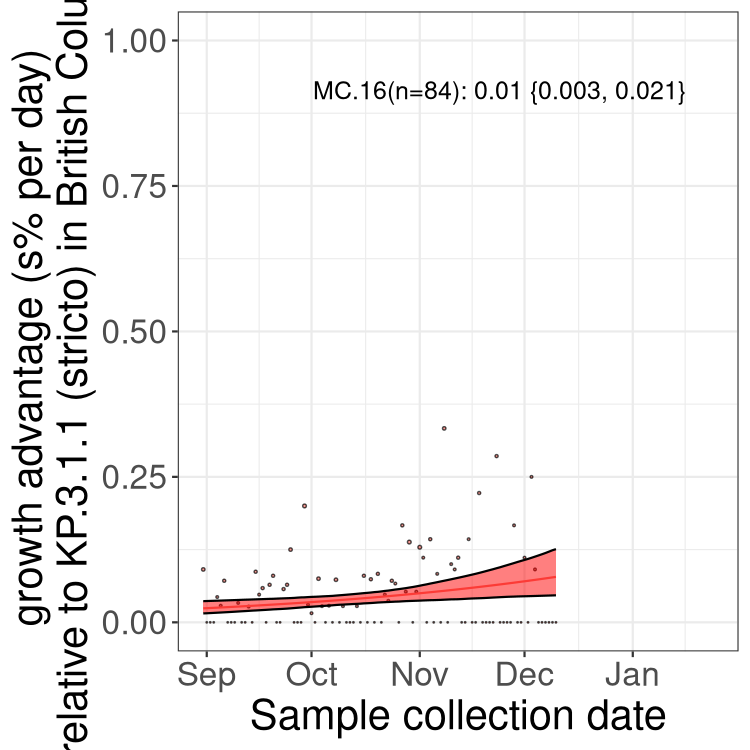 growth advantage (s% per day)
relative to KP.3.1.1 (stricto) in British
1.00
MC.16(n=84): 0.01 {0.003, 0.021}
0.75
0.50
0.25
0.00
Sep Oct Nov Dec Jan
Sample collection date